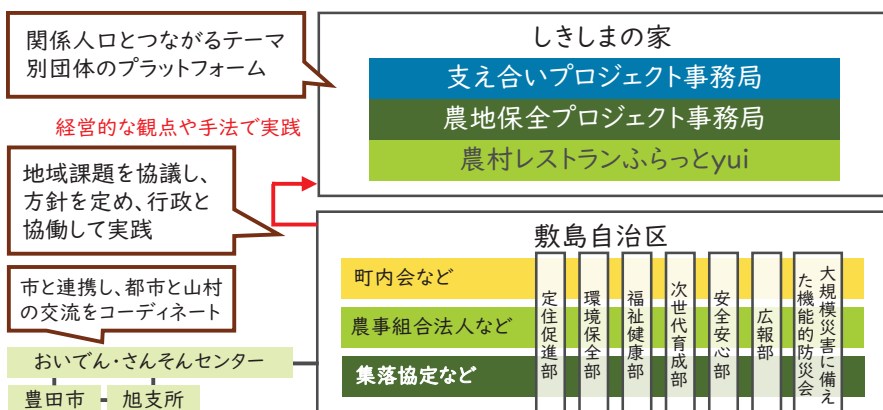 関係人口とつながるテーマ
別団体のプラットフォーム
しきしまの家
支え合いプロジェクト事務局
農地保全プロジェクト事務局
農村レストランふらっとyui
経営的な観点や手法で実践
地域課題を協議し、
方針を定め、行政と
協働して実践
敷島自治区
町内会など
農事組合法人など
集落協定など
定住促進部
環境保全部
福祉健康部
次世代育成部
安全安心部
広報部
大規模災害に備え
た機能的防災会
市と連携し、都市と山村
の交流をコーディネート
おいでん・さんそんセンター
豊田市
旭支所